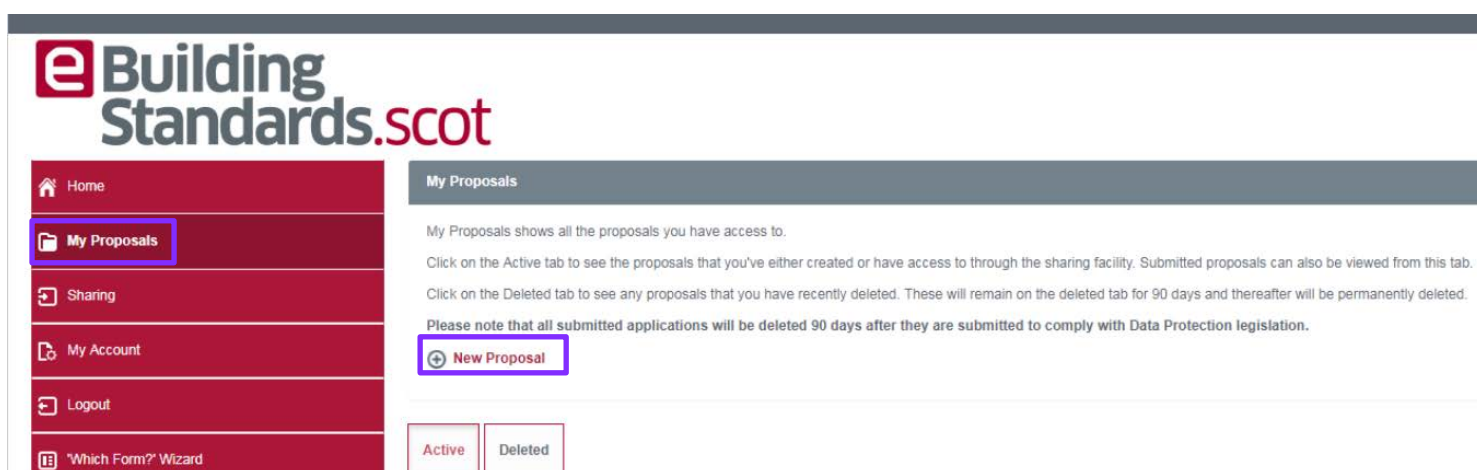 e Building
Standards.scot
Home
My Proposals
Sharing
My Account
Logout
'Which Form?' Wizard
My Proposals
My Proposals shows all the proposals you have access to.
Click on the Active tab to see the proposals that you've either created or have access to through the sharing facility. Submitted proposals can also be viewed from this tab.
Click on the Deleted tab to see any proposals that you have recently deleted. These will remain on the deleted tab for 90 days and thereafter will be permanently deleted.
Please note that all submitted applications will be deleted 90 days after they are submitted to comply with Data Protection legislation.
New Proposal
Active Deleted